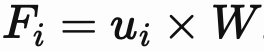 F_i = u_i × W